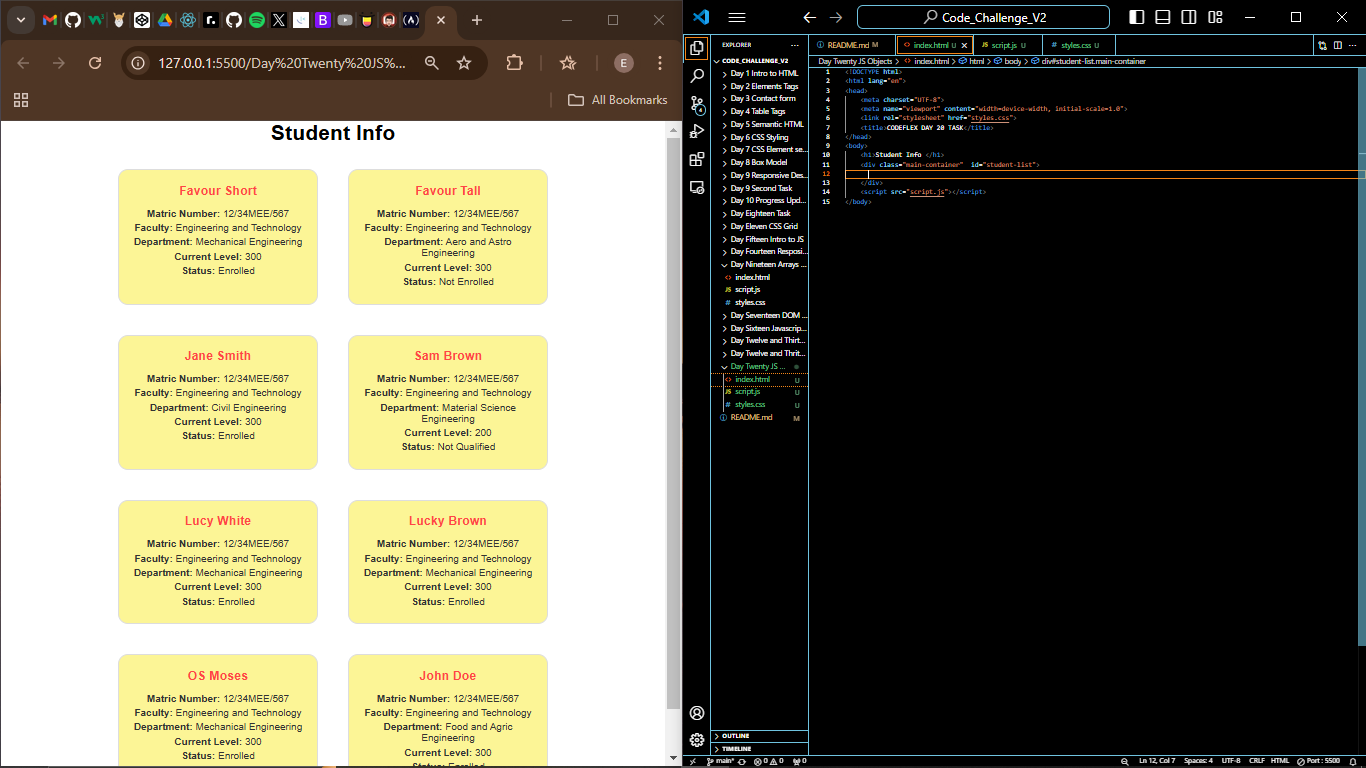 127.0.0.1:5500/Day%20Twenty%20JS%...
E
All Bookmarks
Student Info
Favour Short
Matric Number: 12/34MEE/567
Faculty: Engineering and Technology
Department: Mechanical Engineering
Current Level: 300
Status: Enrolled
Favour Tall
Matric Number: 12/34MEE/567
Faculty: Engineering and Technology
Department: Aero and Astro
Engineering
Current Level: 300
Status: Not Enrolled
Jane Smith
Matric Number: 12/34MEE/567
Faculty: Engineering and Technology
Department: Civil Engineering
Current Level: 300
Status: Enrolled
Sam Brown
Matric Number: 12/34MEE/567
Faculty: Engineering and Technology
Department: Material Science
Engineering
Current Level: 200
Status: Not Qualified
Lucy White
Matric Number: 12/34MEE/567
Faculty: Engineering and Technology
Department: Mechanical Engineering
Current Level: 300
Status: Enrolled
Lucky Brown
Matric Number: 12/34MEE/567
Faculty: Engineering and Technology
Department: Mechanical Engineering
Current Level: 300
Status: Enrolled
OS Moses
Matric Number: 12/34MEE/567
Faculty: Engineering and Technology
Department: Mechanical Engineering
Current Level: 300
Status: Enrolled
John Doe
Matric Number: 12/34MEE/567
Faculty: Engineering and Technology
Department: Food and Agric
Engineering
Current Level: 300
Status: Enrolled
Code_Challenge_V2
EXPLORER ...
CODE_CHALLENGE_V2
Day 1 Intro to HTML
Day 2 Elements Tags
Day 3 Contact form
Day 4 Table Tags
Day 5 Semantic HTML
Day 6 CSS Styling
Day 7 CSS Element se...
Day 8 Box Model
Day 9 Responsive Des...
Day 9 Second Task
Day 10 Progress Upd...
Day Eighteen Task
Day Eleven CSS Grid
Day Fifteen Intro to JS
Day Fourteen Resposi...
Day Nineteen Arrays ...
index.html
JS script.js
# styles.css
Day Seventeen DOM ...
Day Sixteen Javascrip...
Day Twelve and Thirt...
Day Twelve and Thrit...
Day Twenty JS ...
index.html U
JS script.js U
# styles.css U
README.md M
OUTLINE
TIMELINE
README.md M
index.html U
JS script.js U
# styles.css U
Day Twenty JS Objects > index.html > html > body > div#student-list.main-container
1 <!DOCTYPE html>
2 <html lang="en">
3 <head>
4 <meta charset="UTF-8">
5 <meta name="viewport" content="width=device-width, initial-scale=1.0">
6 <link rel="stylesheet" href="styles.css">
7 <title>CODEFLEX DAY 20 TASK</title>
8 </head>
9 <body>
10 <h1>Student Info </h1>
11 <div class="main-container" id="student-list">
12
13 </div>
14 <script src="script.js"></script>
15 </body>
main* 0 0 0
Ln 12, Col 7 Spaces: 4 UTF-8 CRLF HTML Port : 5500